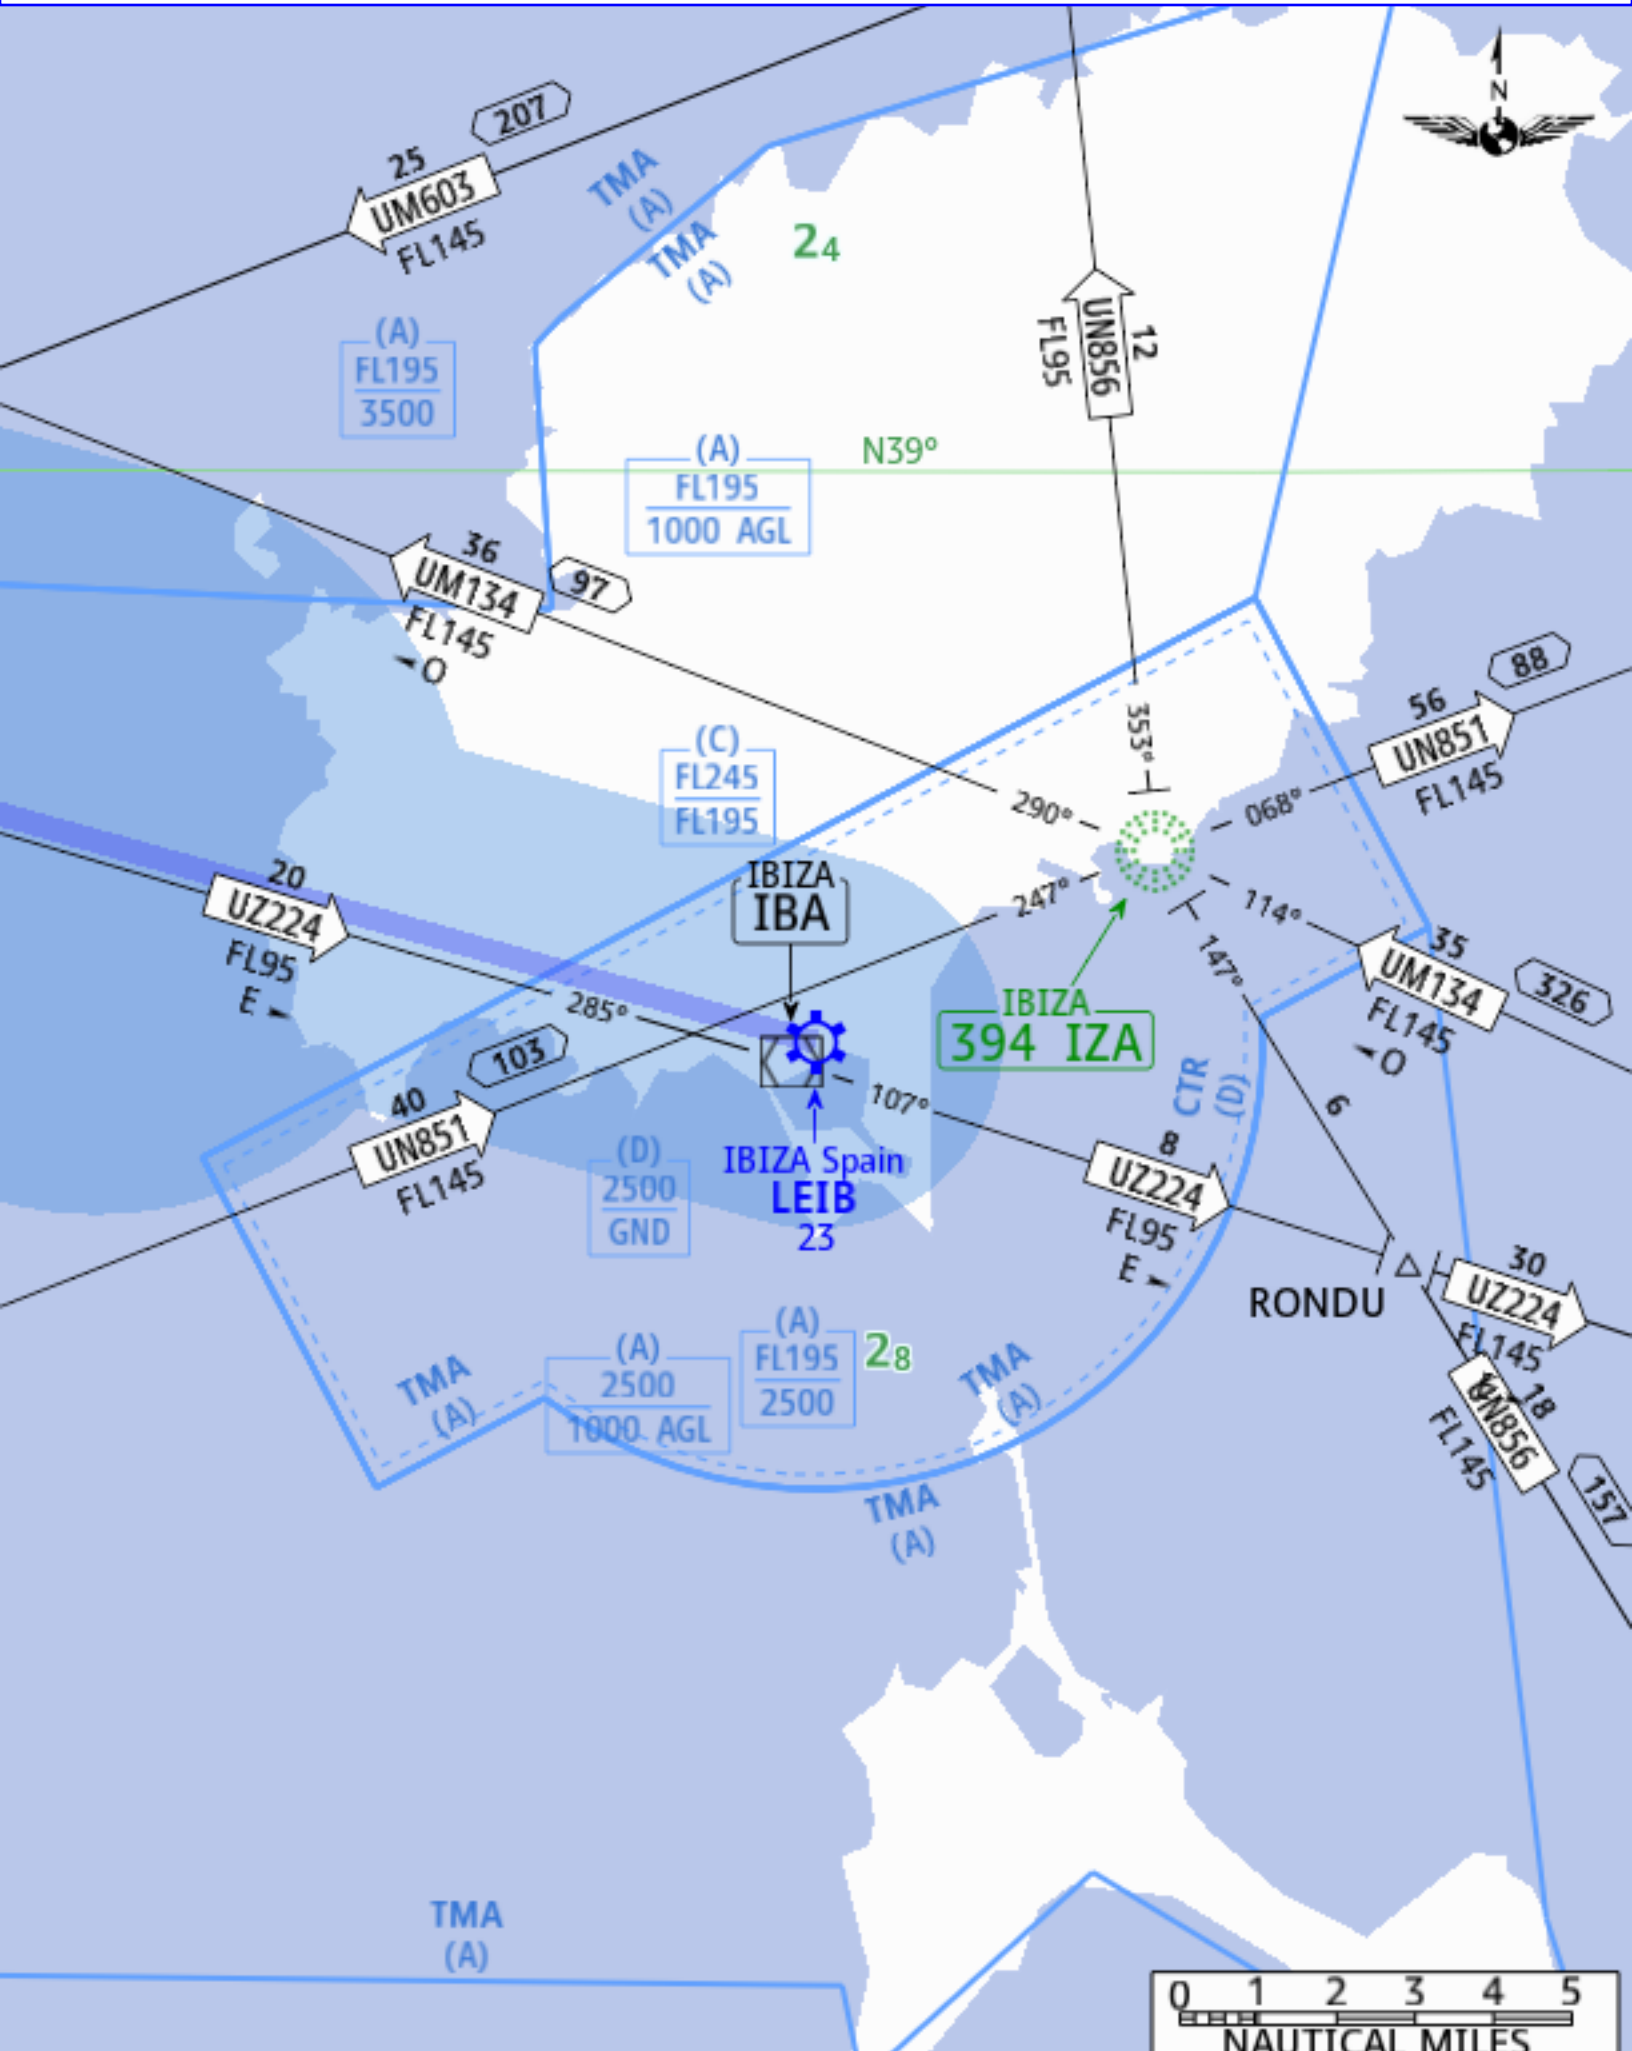 207
25
UM603
FL145
N
TMA
(A)
TMA
(A)
24
(A)
FL195
3500
12
UN856
FL95
N39°
(A)
FL195
1000 AGL
36
UM134
FL145
O
97
88
56
UN851
FL145
353°
(C)
FL245
FL195
290°
068°
20
UZ224
FL95
E
IBIZA
IBA
247°
114°
147°
35
UM134
FL145
O
326
285°
IBIZA
394 IZA
103
40
UN851
FL145
107°
CTR
(D)
6
(D)
2500
GND
IBIZA Spain
LEIB
23
8
UZ224
FL95
E
RONDU
30
UZ224
FL145
18
UN856
FL145
157
TMA
(A)
(A)
2500
1000 AGL
(A)
FL195
2500
28
TMA
(A)
TMA
(A)
TMA
(A)
0 1 2 3 4 5
NAUTICAL MILES